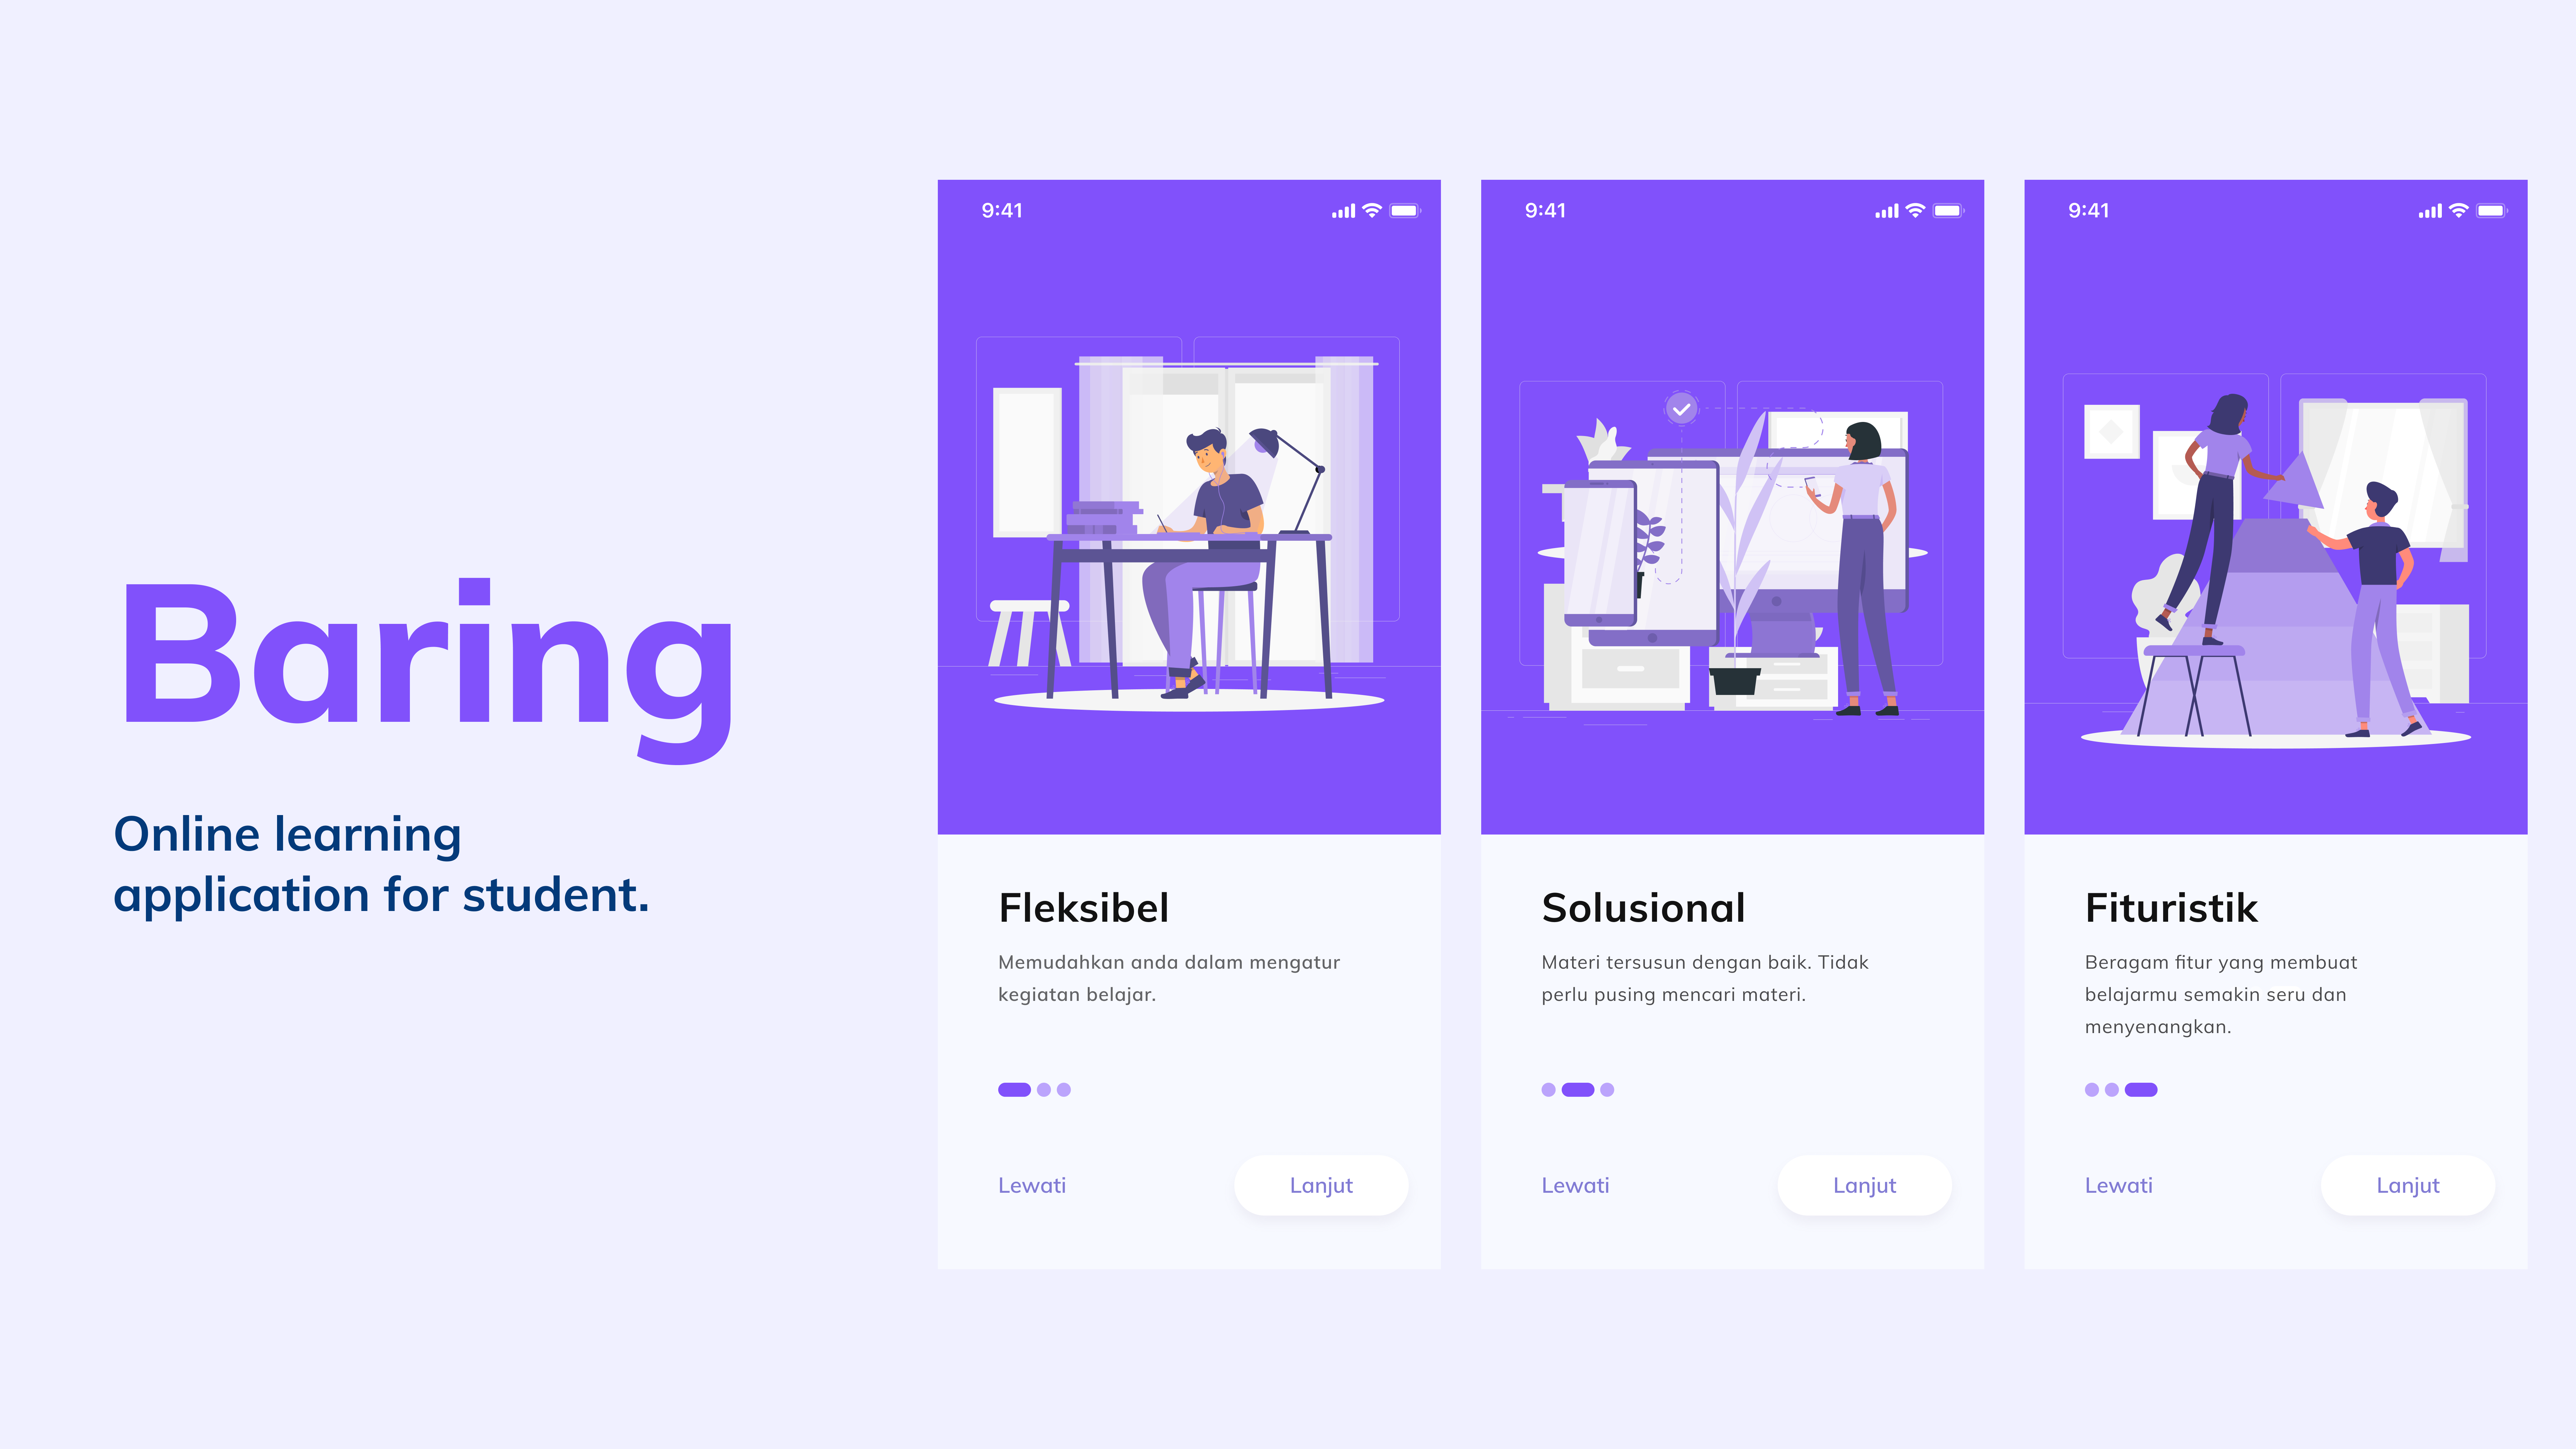 Baring
Online learning
application for student.
9:41
Fleksibel
Memudahkan anda dalam mengatur
kegiatan belajar.
Lewati
Lanjut
9:41
Solusional
Materi tersusun dengan baik. Tidak
perlu pusing mencari materi.
Lewati
Lanjut
9:41
Fituristik
Beragam fitur yang membuat
belajarmu semakin seru dan
menyenangkan.
Lewati
Lanjut